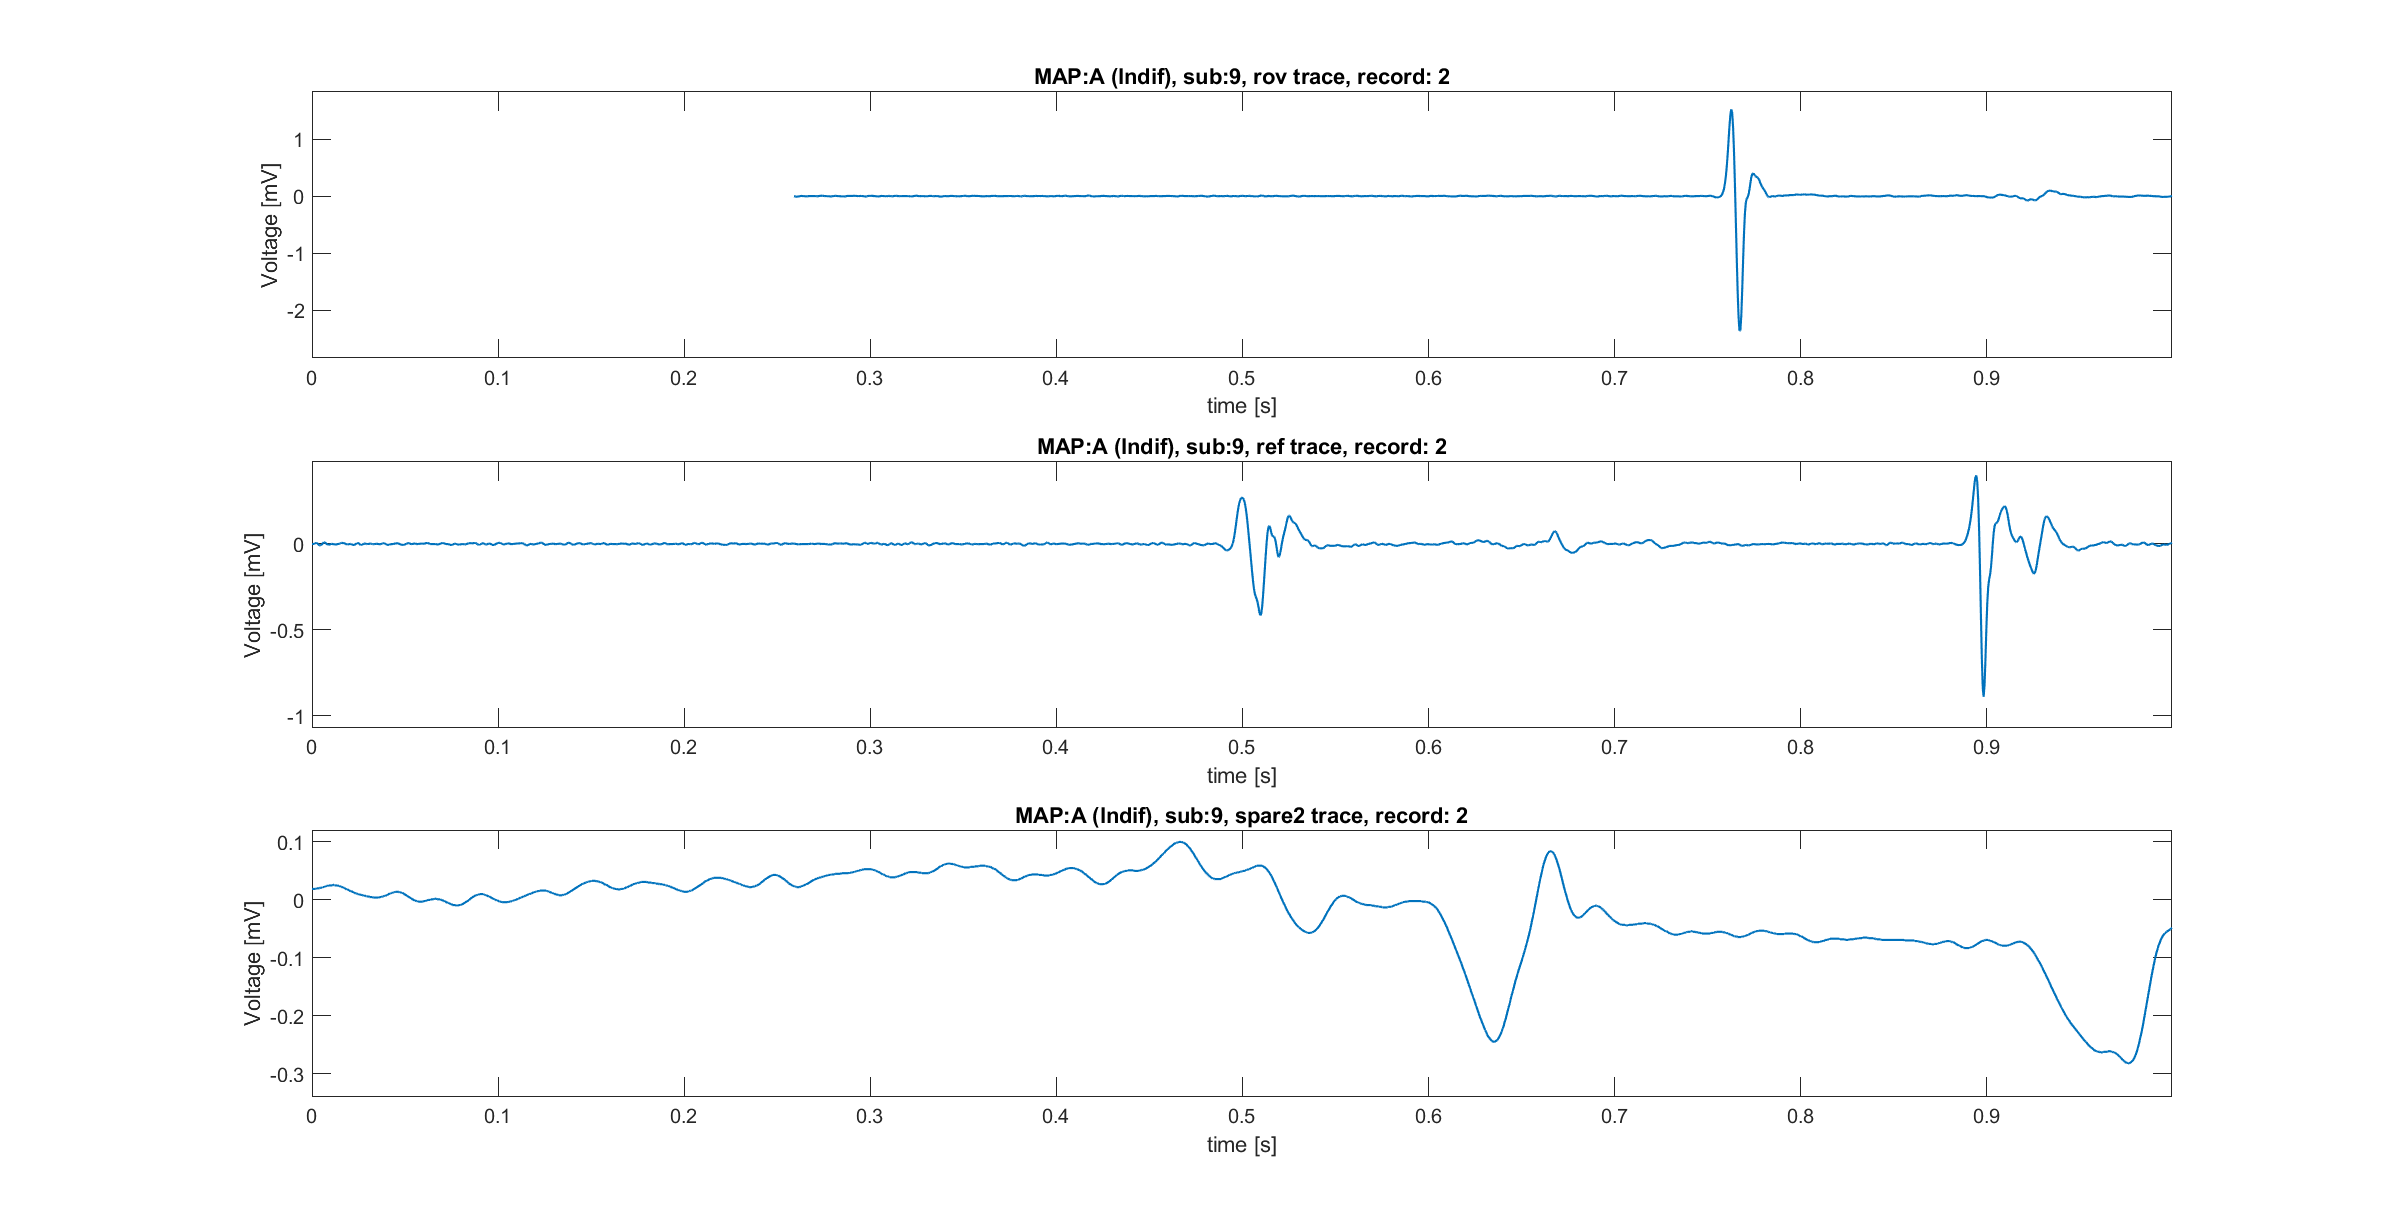 MAP:A (Indif), sub:9, rov trace, record: 2
Voltage [mV]
1
0
-1
-2
0 0.1 0.2 0.3 0.4 0.5 0.6 0.7 0.8 0.9
time [s]
MAP:A (Indif), sub:9, ref trace, record: 2
Voltage [mV]
0
-0.5
-1
0 0.1 0.2 0.3 0.4 0.5 0.6 0.7 0.8 0.9
time [s]
MAP:A (Indif), sub:9, spare2 trace, record: 2
Voltage [mV]
0.1
0
-0.1
-0.2
-0.3
0 0.1 0.2 0.3 0.4 0.5 0.6 0.7 0.8 0.9
time [s]